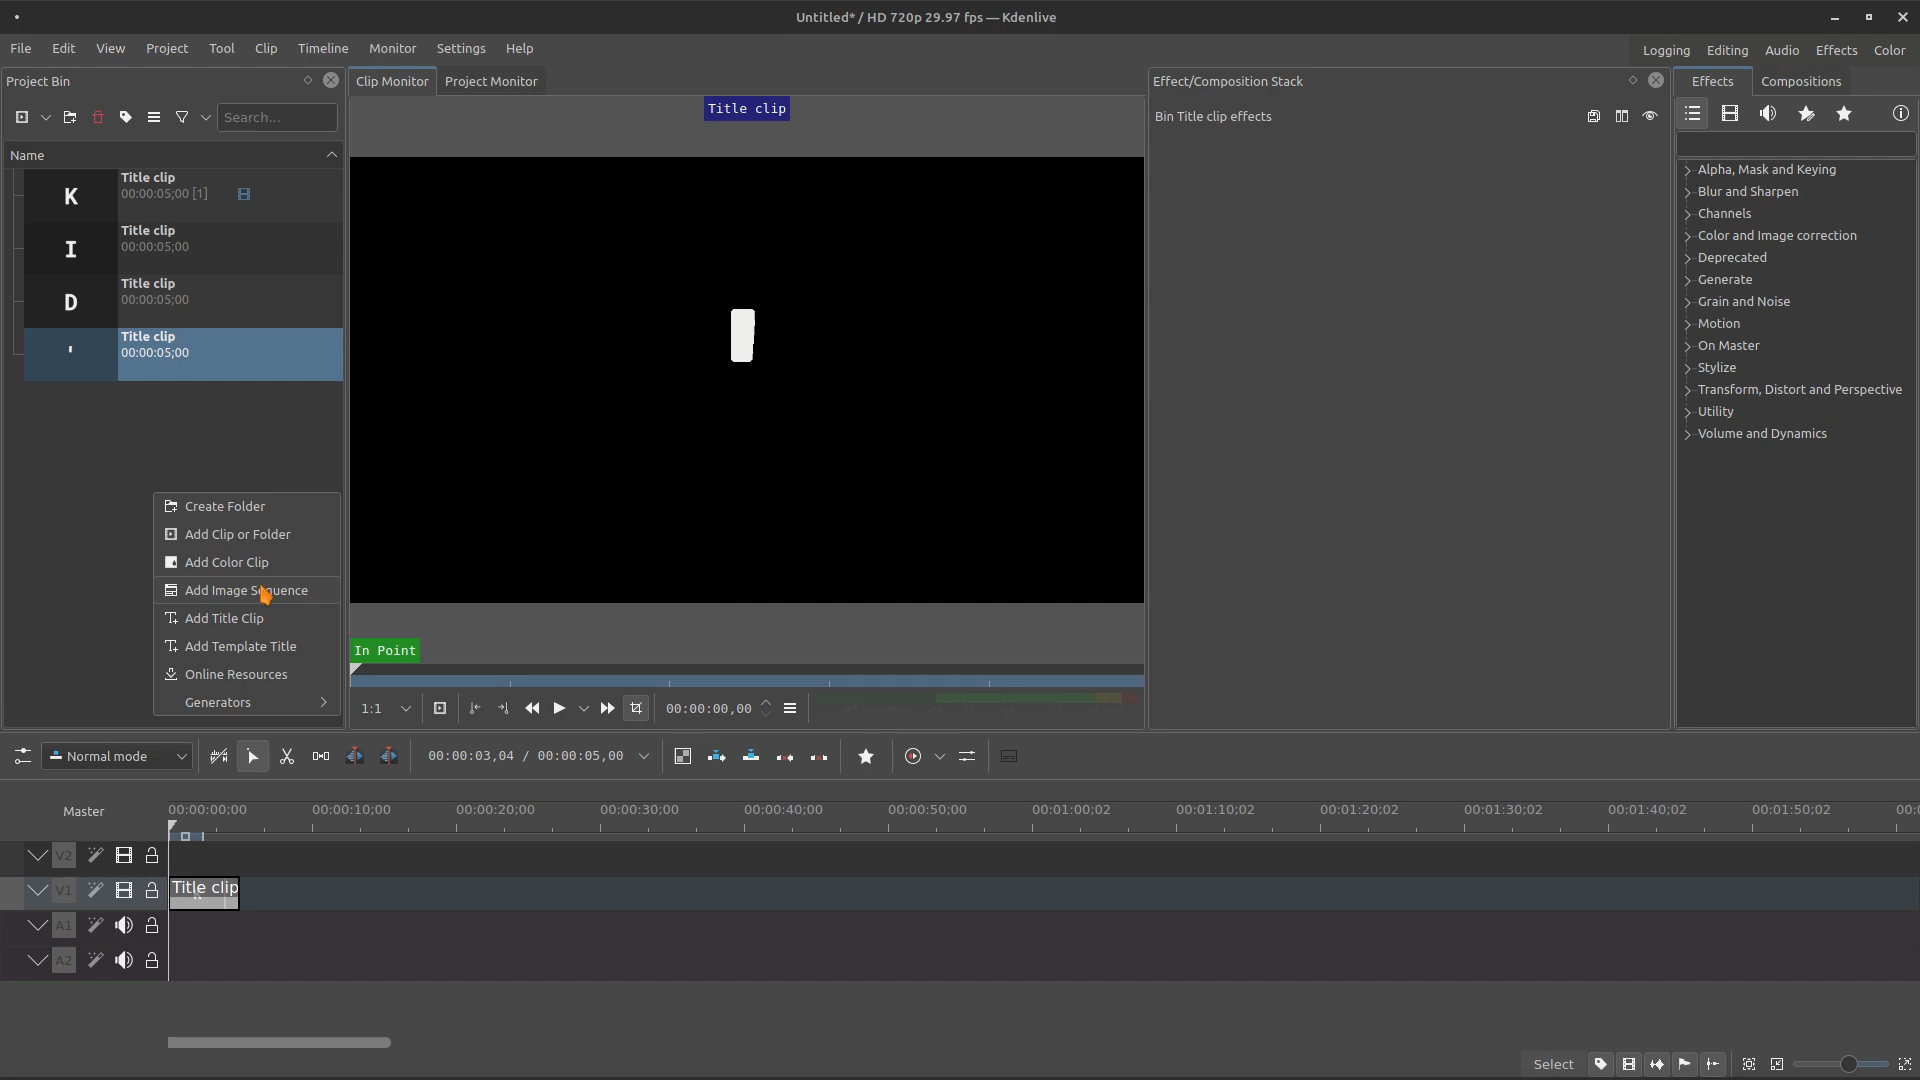 Untitled* / HD 720p 29.97 fps — Kdenlive
File Edit View Project Tool Clip Timeline Monitor Settings Help
Logging Editing Audio Effects Color
Project Bin
Clip Monitor Project Monitor
Effect/Composition Stack
Effects Compositions
Search...
Title clip
Bin Title clip effects
Name
K
Title clip
00:00:05;00 [1]
I
Title clip
00:00:05;00
D
Title clip
00:00:05;00
'
Title clip
00:00:05;00
'
Alpha, Mask and Keying
Blur and Sharpen
Channels
Color and Image correction
Deprecated
Generate
Grain and Noise
Motion
On Master
Stylize
Transform, Distort and Perspective
Utility
Volume and Dynamics
Create Folder
Add Clip or Folder
Add Color Clip
Add Image Sequence
Add Title Clip
Add Template Title
Online Resources
Generators
In Point
1:1
00:00:00,00
Normal mode
00:00:03,04 / 00:00:05,00
Master
00:00:00;00 00:00:10;00 00:00:20;00 00:00:30;00 00:00:40;00 00:00:50;00 00:01:00;02 00:01:10;02 00:01:20;02 00:01:30;02 00:01:40;02 00:01:50;02 00:0
V2
V1
Title clip
A1
A2
Select